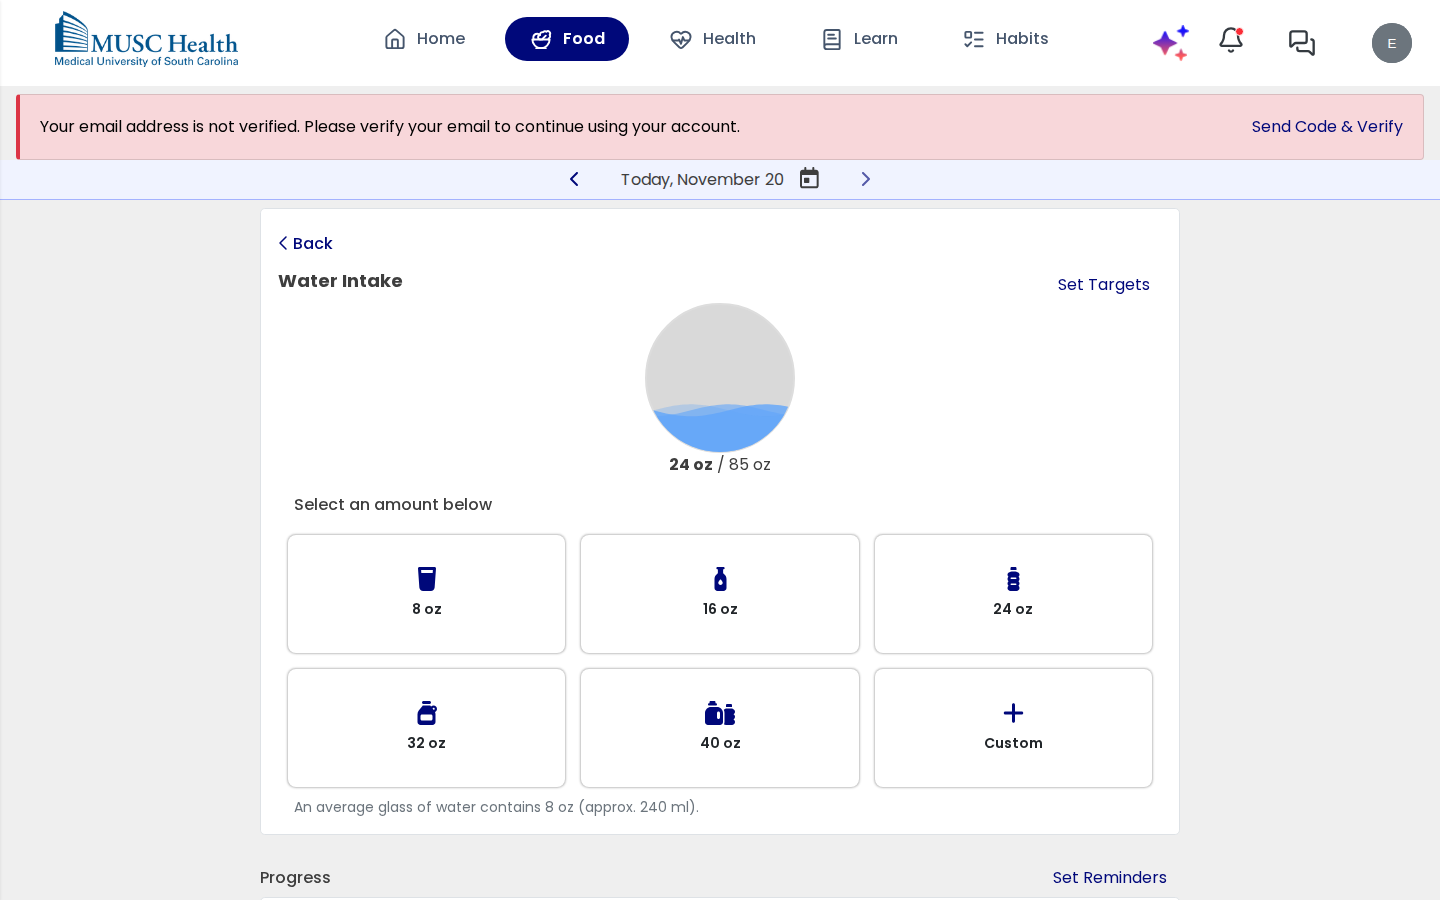 MUSC Health
Medical University of South Carolina
Home
Food
Health
Learn
Habits
E
Your email address is not verified. Please verify your email to continue using your account.
Send Code & Verify
Today, November 20
Back
Water Intake
Set Targets
24 oz / 85 oz
Select an amount below
8 oz
16 oz
24 oz
32 oz
40 oz
Custom
An average glass of water contains 8 oz (approx. 240 ml).
Progress
Set Reminders